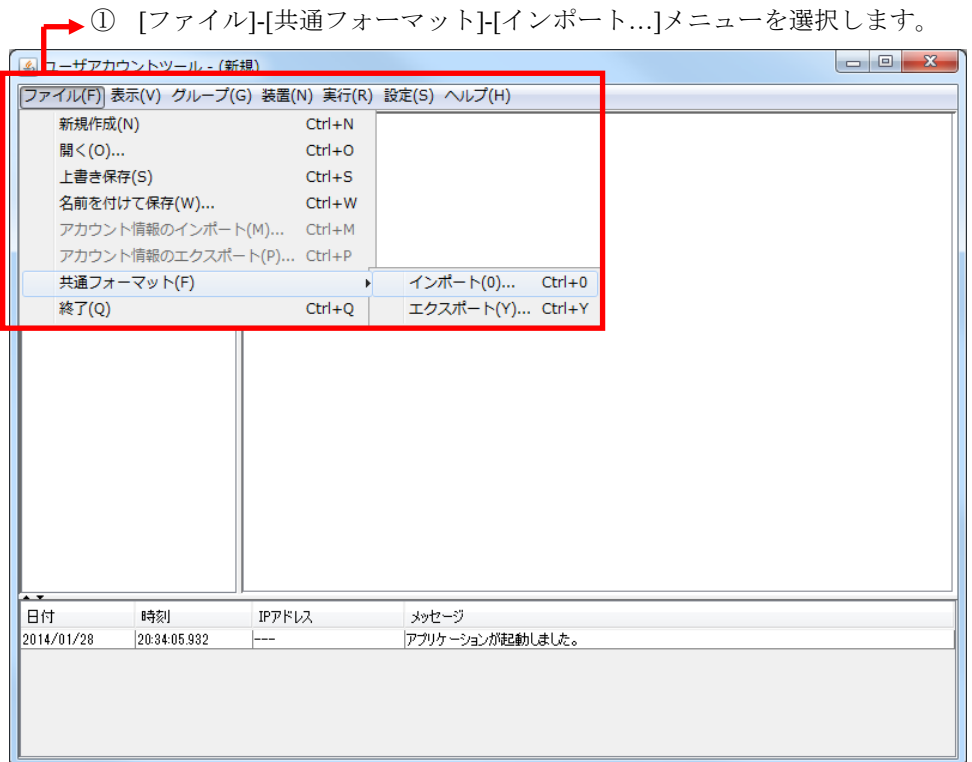 ① [ファイル]-[共通フォーマット]-[インポート…]メニューを選択します。
ユーザアカウントツール - (新規)
ファイル(F) 表示(V) グループ(G) 装置(N) 実行(R) 設定(S) ヘルプ(H)
新規作成(N) Ctrl+N
開く(O)... Ctrl+O
上書き保存(S) Ctrl+S
名前を付けて保存(W)... Ctrl+W
アカウント情報のインポート(M)... Ctrl+M
アカウント情報のエクスポート(P)... Ctrl+P
共通フォーマット(F) インポート(0)... Ctrl+0
終了(Q) Ctrl+Q エクスポート(Y)... Ctrl+Y
日付 時刻 IPアドレス メッセージ
2014/01/28 20:34:05.932 --- アプリケーションが起動しました。